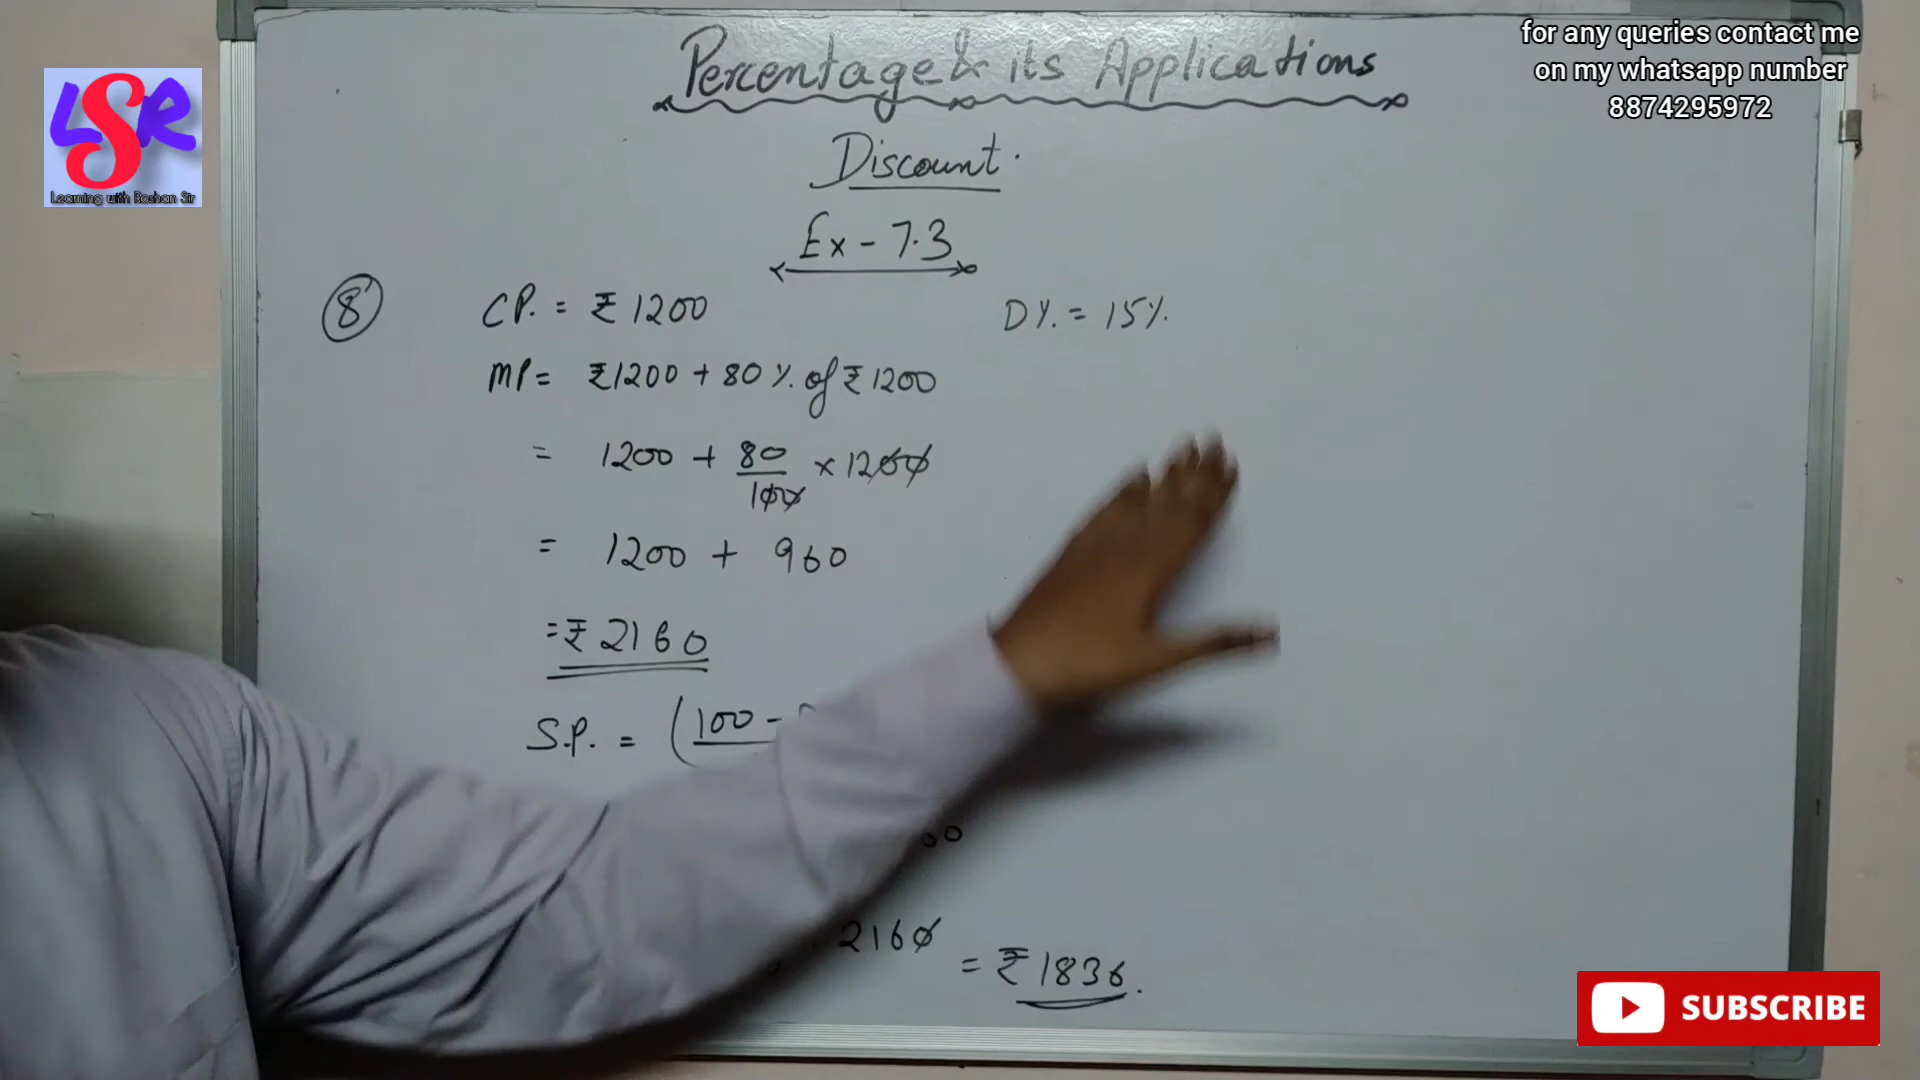 Percentage & its Applications
for any queries contact me
on my whatsapp number
8874295972
LSR
Learning with Roshan Sir
Discount.
Ex - 7.3
8 CP. = ₹ 1200 D%. = 15%.
MP = ₹1200 + 80 %. of ₹ 1200
= 1200 + 80/100 × 1200
= 1200 + 960
= ₹ 2160
S.P. = (100 -
00
2160 = ₹ 1836.
SUBSCRIBE